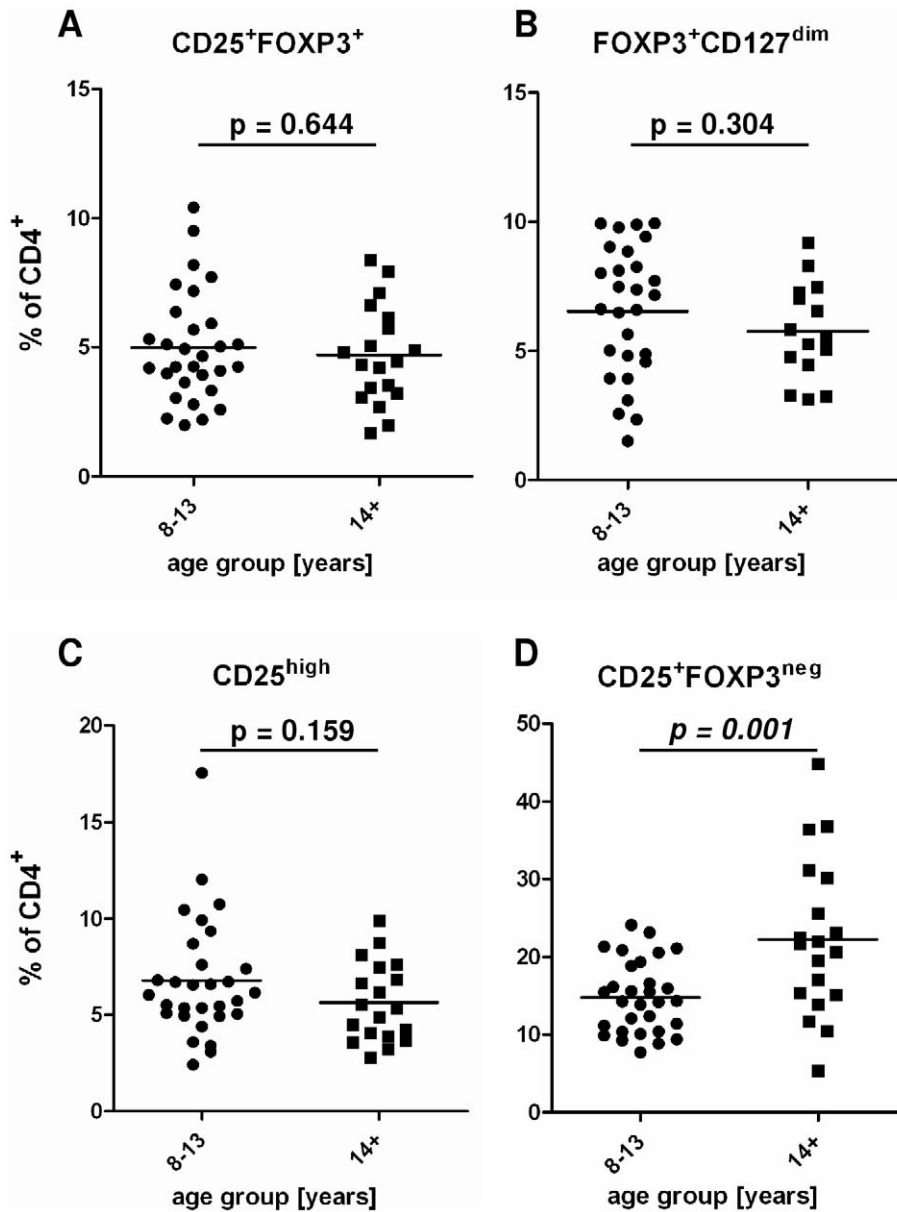 A
CD25⁺FOXP3⁺
p = 0.644
15
10
5
0
% of CD4⁺
8-13
14+
age group [years]
B
FOXP3⁺CD127ᵈⁱᵐ
p = 0.304
15
10
5
0
8-13
14+
age group [years]
C
CD25ʰⁱᵍʰ
p = 0.159
20
15
10
5
0
% of CD4⁺
8-13
14+
age group [years]
D
CD25⁺FOXP3ⁿᵉᵍ
p = 0.001
50
40
30
20
10
0
8-13
14+
age group [years]